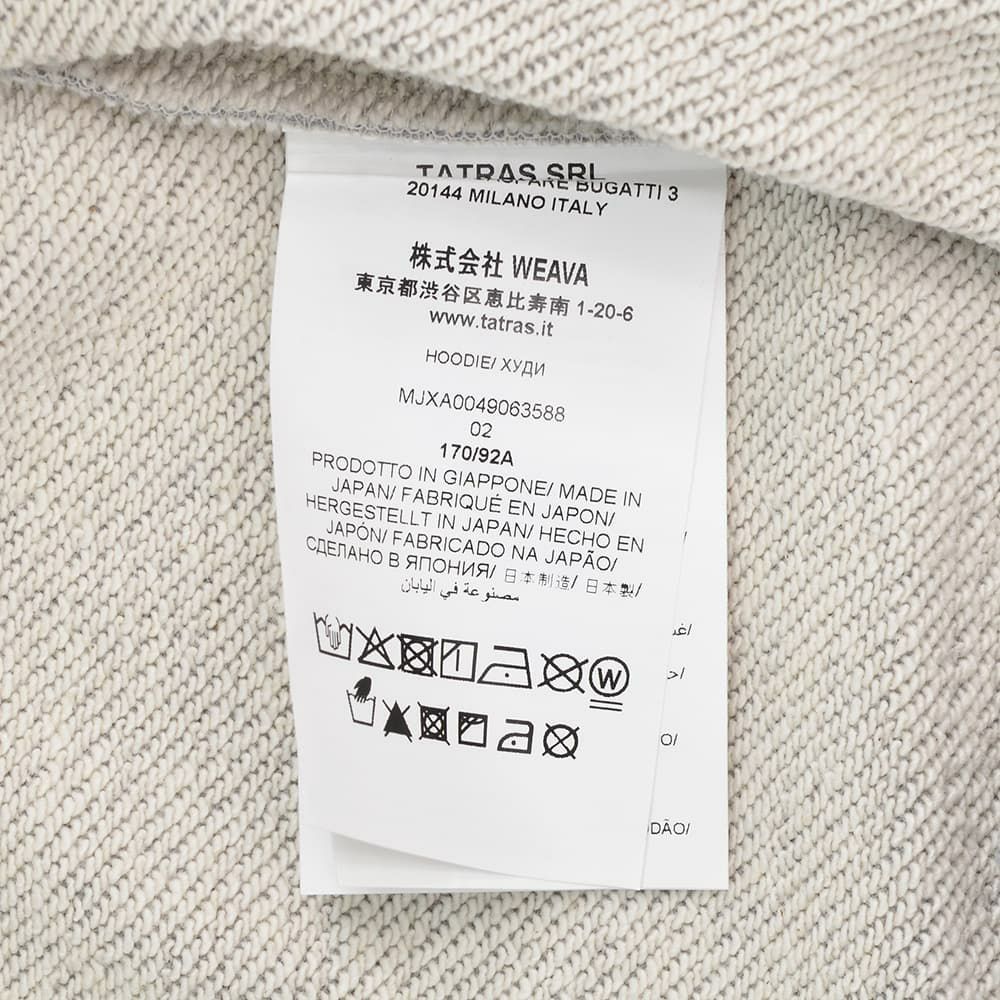 TATRAS SRL
BUGATTI 3
20144 MILANO ITALY
株式会社 WEAVA
東京都渋谷区恵比寿南 1-20-6
www.tatras.it
HOODIE/ ХУДИ
MJXA0049063588
02
170/92A
PRODOTTO IN GIAPPONE/ MADE IN
JAPAN/ FABRIQUÉ EN JAPON/
HERGESTELLT IN JAPAN/ HECHO EN
JAPÓN/ FABRICADO NA JAPÃO/
СДЕЛАНО В ЯПОНИЯ/ 日本制造/ 日本製/
مصنوعة في اليابان
W